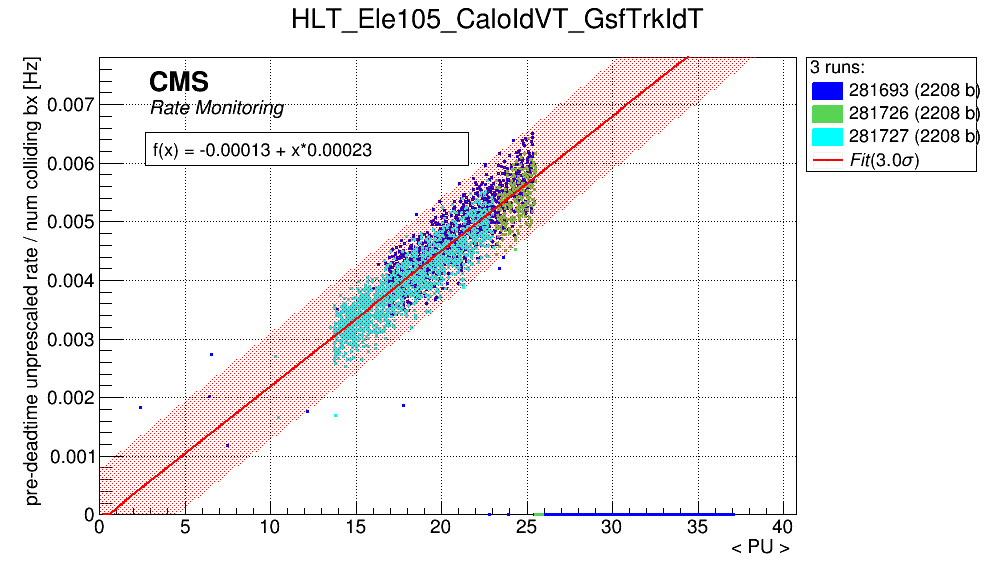 HLT_Ele105_CaloIdVT_GsfTrkIdT
pre-deadtime unprescaled rate / num colliding bx [Hz]
CMS
Rate Monitoring
f(x) = -0.00013 + x*0.00023
0.007
0.006
0.005
0.004
0.003
0.002
0.001
0
0 5 10 15 20 25 30 35 40
< PU >
3 runs:
281693 (2208 b)
281726 (2208 b)
281727 (2208 b)
Fit(3.0σ)